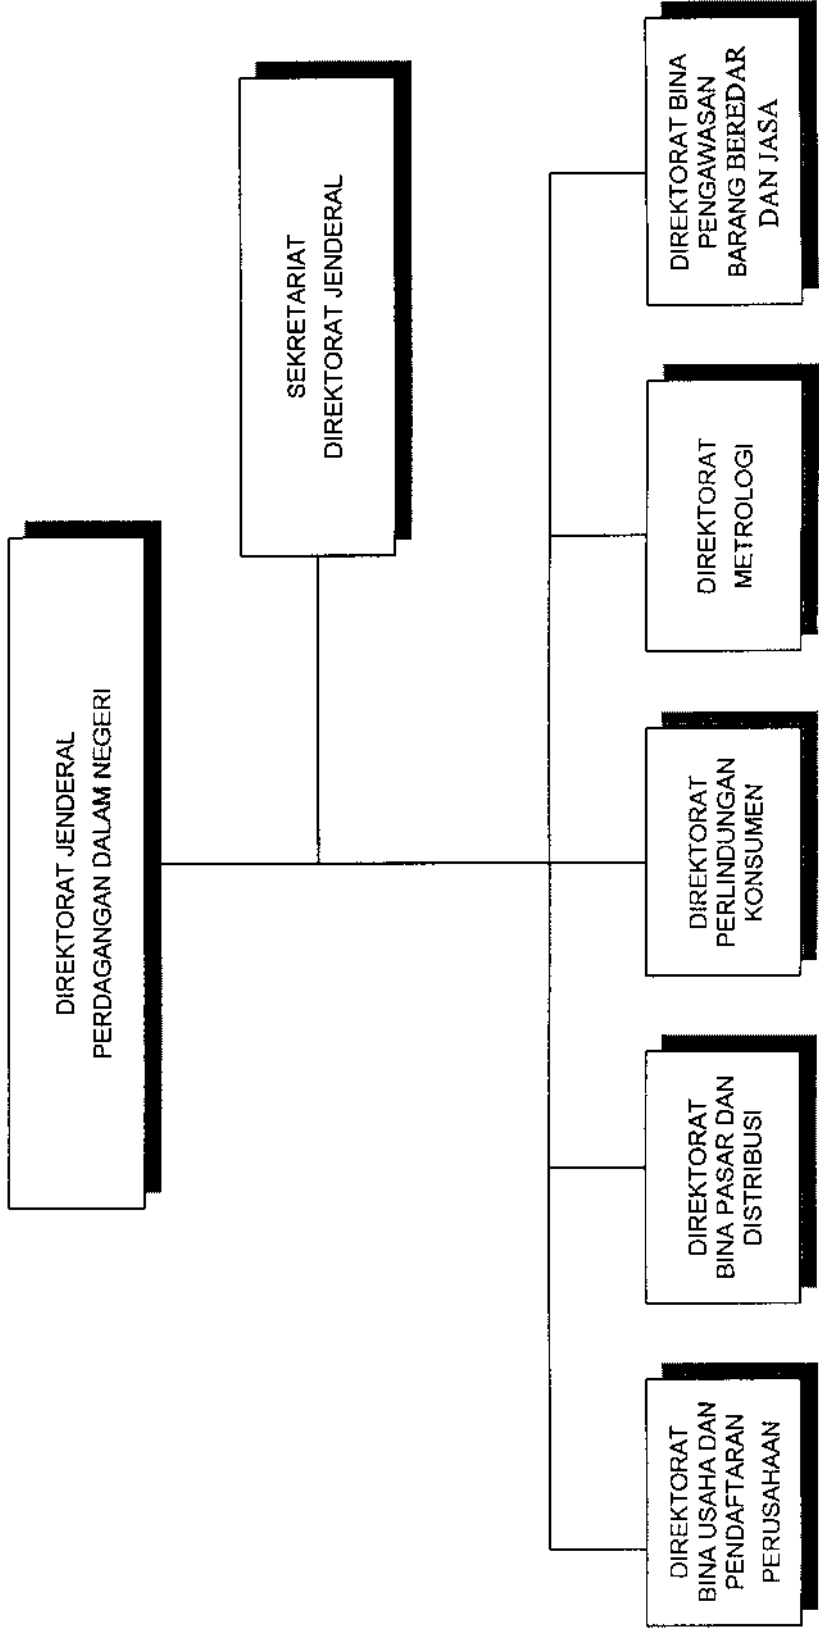 DIREKTORAT JENDERAL
PERDAGANGAN DALAM NEGERI
SEKRETARIAT
DIREKTORAT JENDERAL
DIREKTORAT
BINA USAHA DAN
PENDAFTARAN
PERUSAHAAN
DIREKTORAT
BINA PASAR DAN
DISTRIBUSI
DIREKTORAT
PERLINDUNGAN
KONSUMEN
DIREKTORAT
METROLOGI
DIREKTORAT BINA
PENGAWASAN
BARANG BEREDAR
DAN JASA